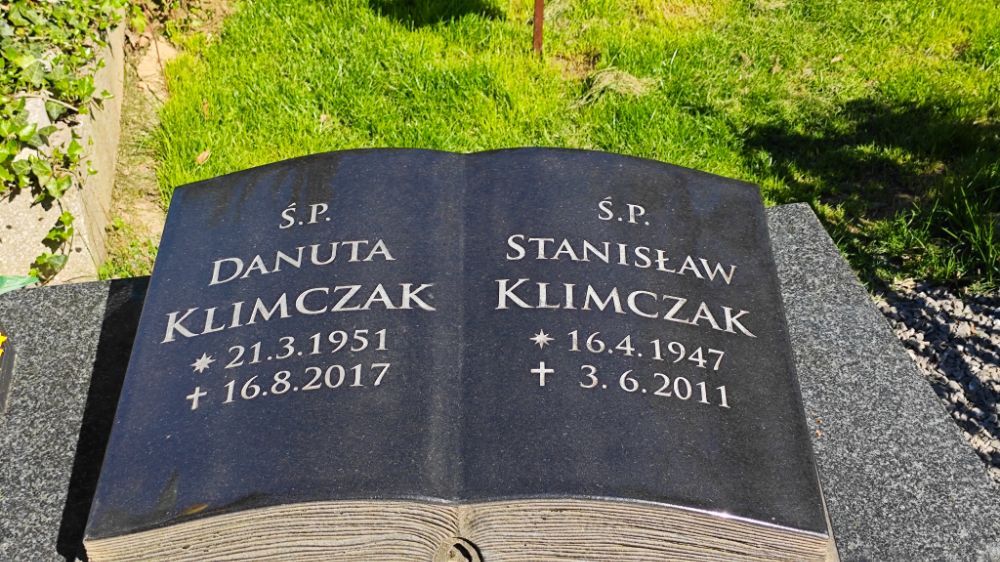 Ś.P.
DANUTA
KLIMCZAK
* 21.3.1951
✝ 16.8.2017
Ś.P.
STANISŁAW
KLIMCZAK
* 16.4.1947
✝ 3.6.2011